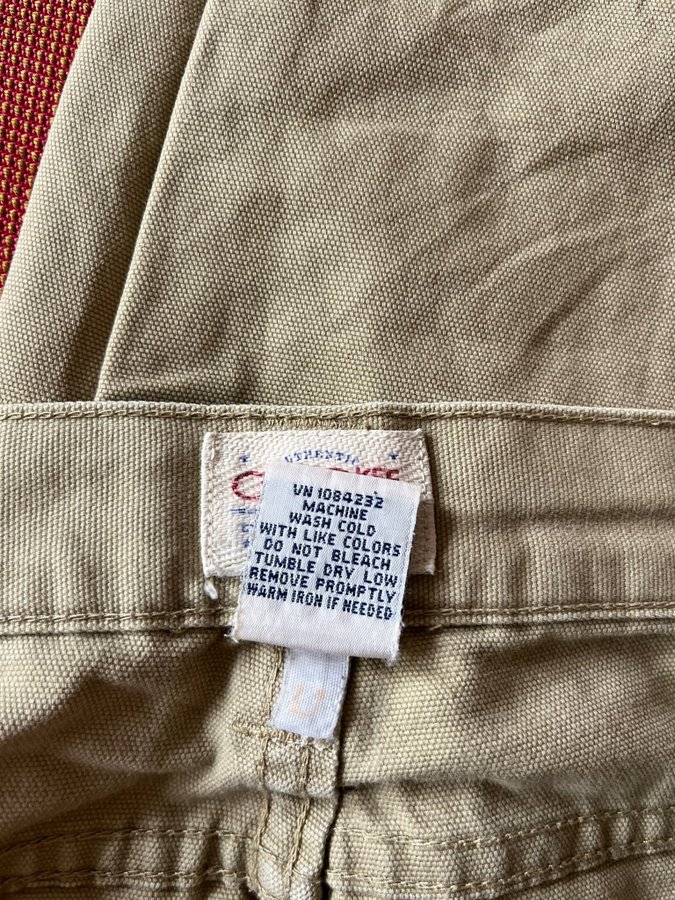 UTHENTI
VN 1084232
MACHINE
WASH COLD
WITH LIKE COLORS
DO NOT BLEACH
TUMBLE DRY LOW
REMOVE PROMPTLY
WARM IRON IF NEEDED
L